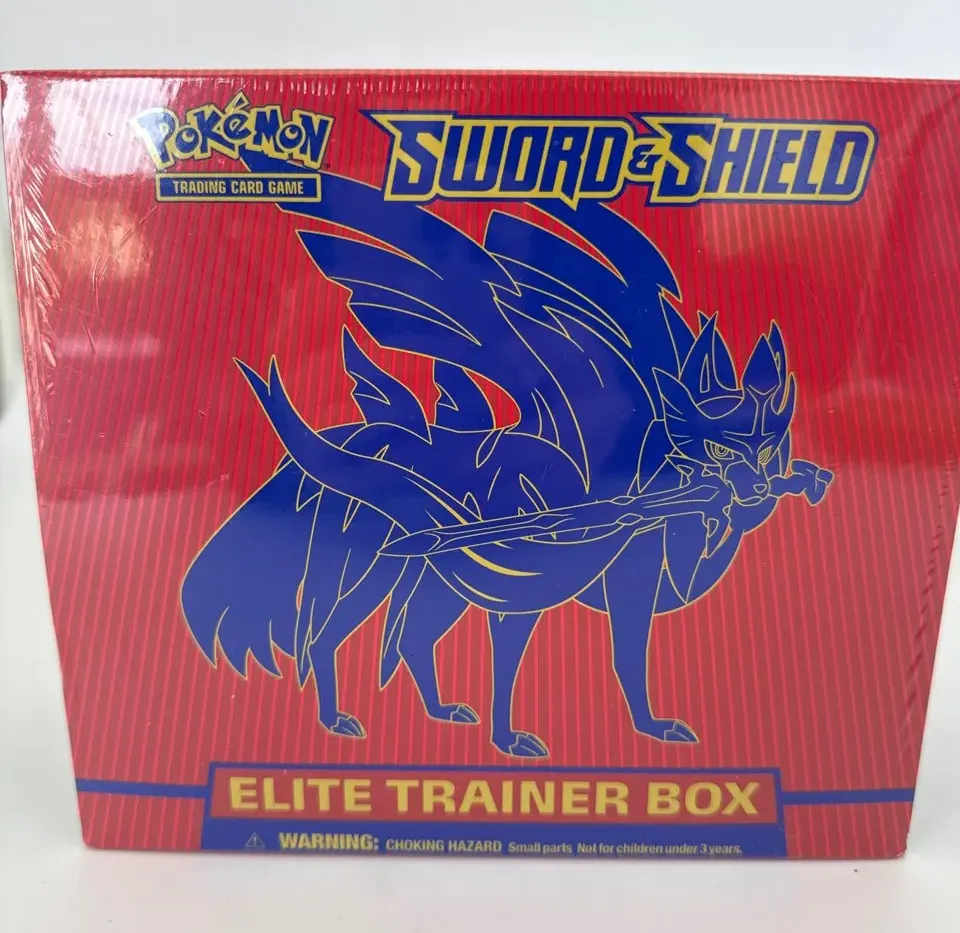 POKéMON
TRADING CARD GAME
SWORD & SHIELD
ELITE TRAINER BOX
WARNING: CHOKING HAZARD Small parts Not for children under 3 years.